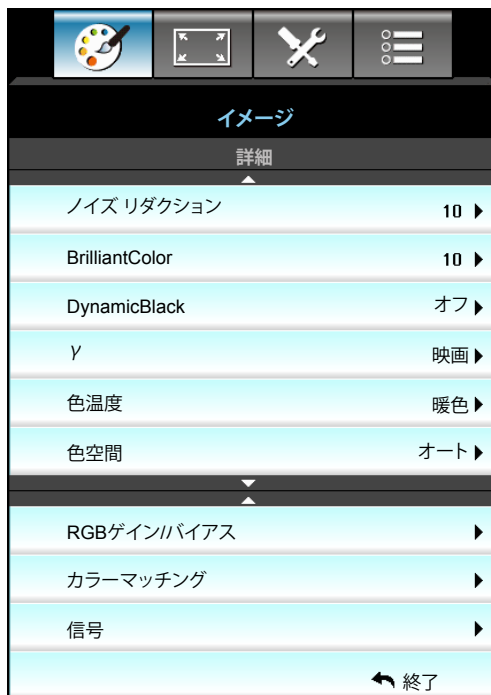 イメージ
詳細
ノイズ リダクション 10
BrilliantColor 10
DynamicBlack オフ
γ 映画
色温度 暖色
色空間 オート
RGBゲイン/バイアス
カラーマッチング
信号
終了